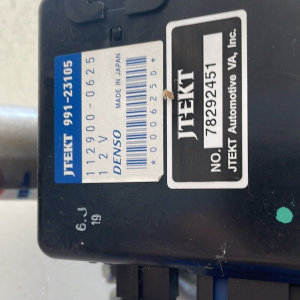 JTEKT 991-23105
112900-0625
12V
DENSO MADE IN JAPAN
*0006250*
JTEKT
NO. 78292451
JTEKT Automotive VA, Inc.
6.J
19